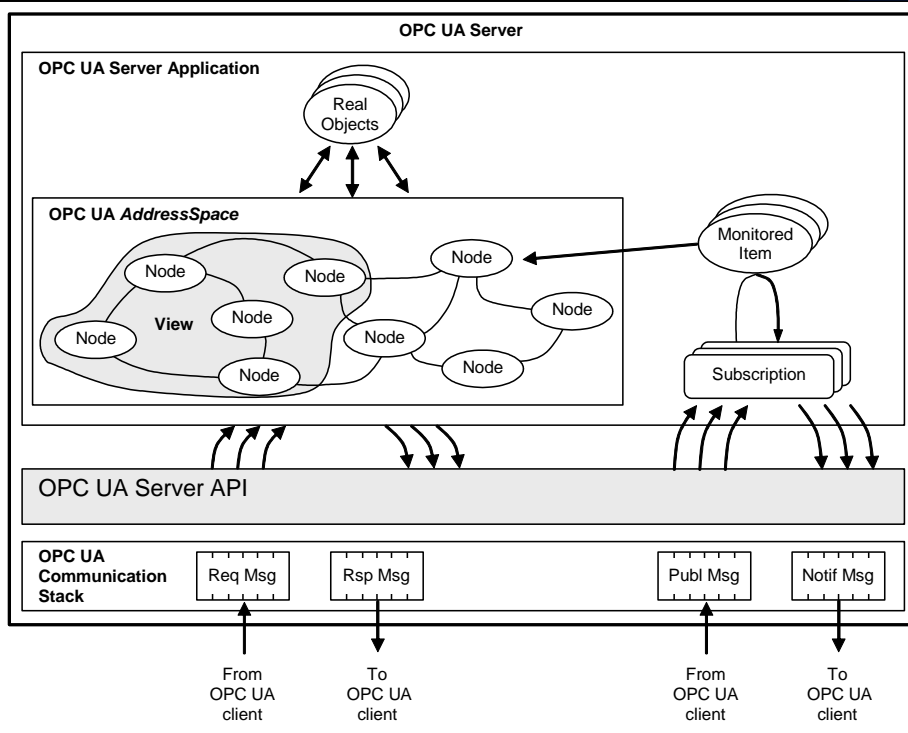 OPC UA Server
OPC UA Server Application
Real
Objects
OPC UA AddressSpace
Monitored
Item
Node
Node
Node
Node
Node
View
Node
Node
Node
Node
Node
Subscription
OPC UA Server API
OPC UA
Communication
Stack
Req Msg
Rsp Msg
Publ Msg
Notif Msg
From
OPC UA
client
To
OPC UA
client
From
OPC UA
client
To
OPC UA
client